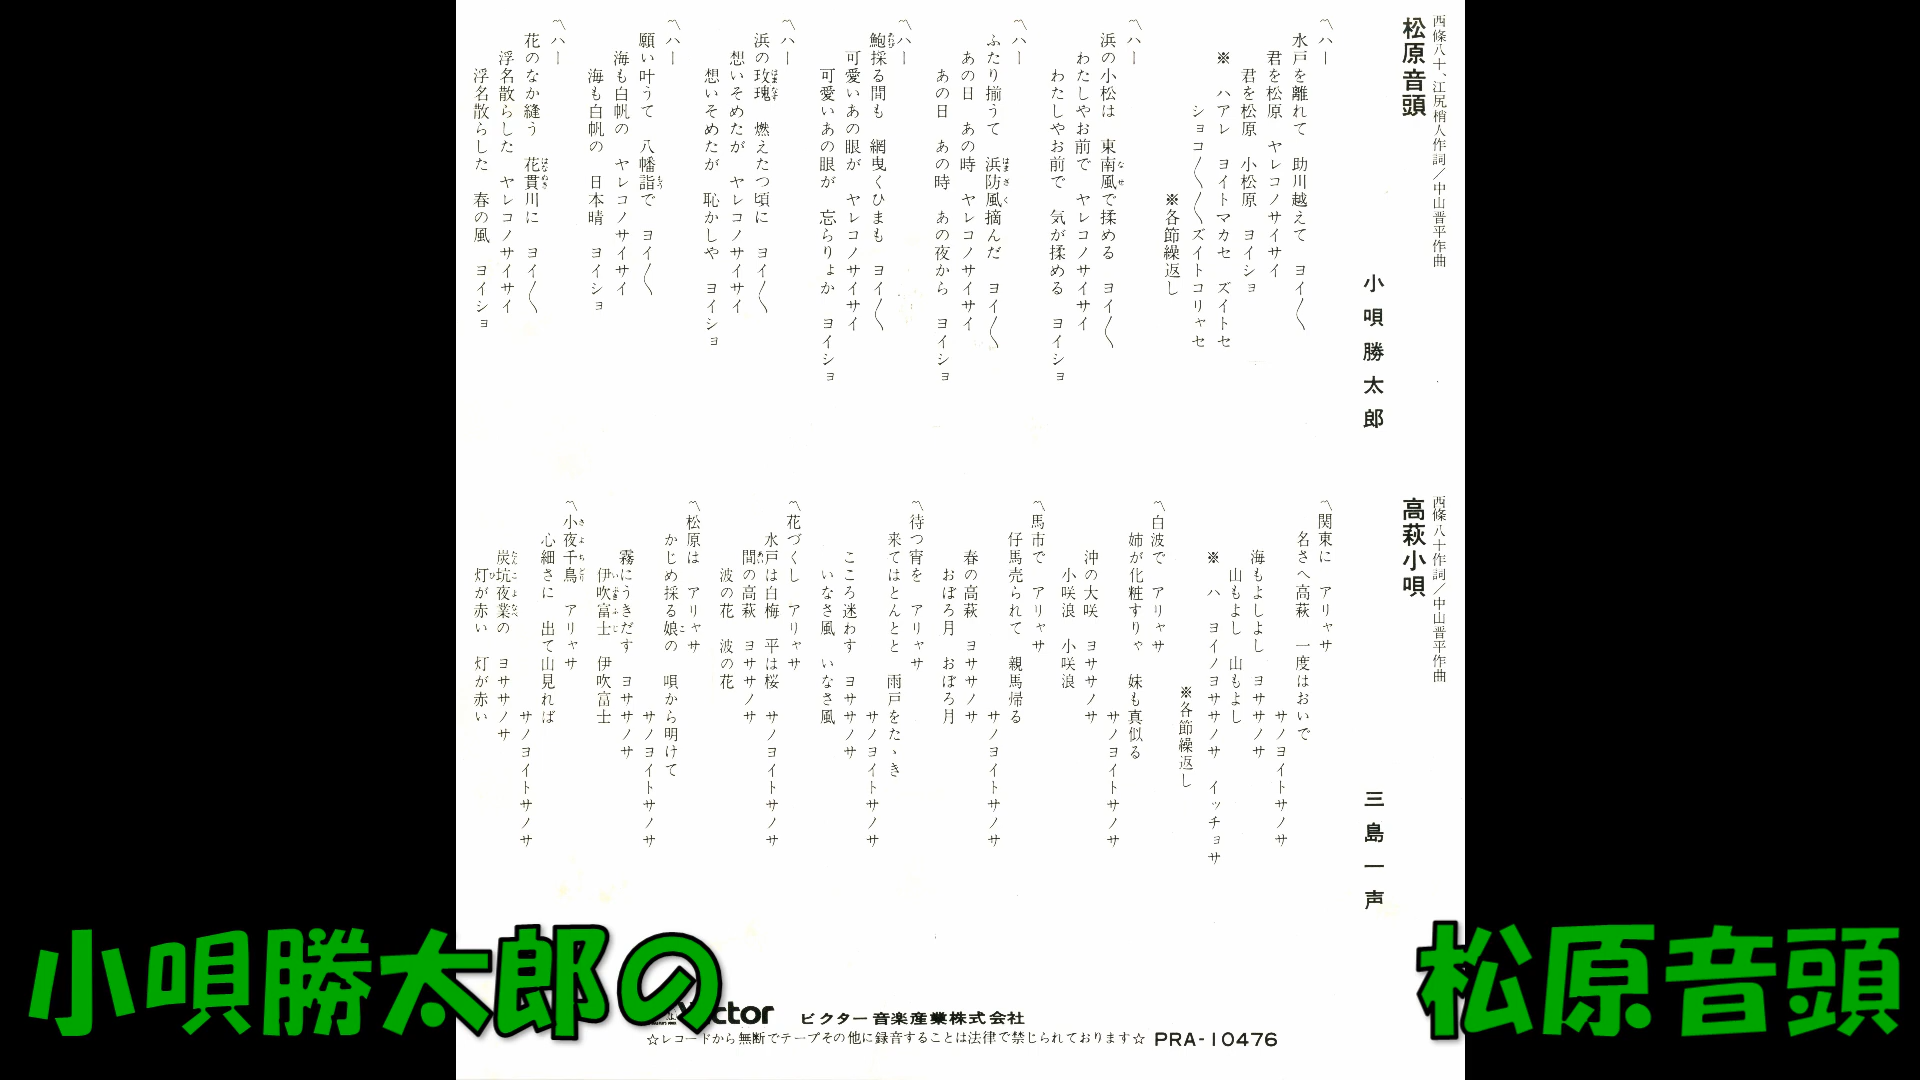 西條八十、江尻梢人作詞／中山晋平作曲
松原音頭
小唄勝太郎
〽ハー
水戸を離れて 助川越えて ヨイ〱
君を松原 ヤレコノサイサイ
君を松原 小松原 ヨイショ
※ ハアレ ヨイトマカセ ズイトセ
ショコ〱〱ズイトコリャセ
※各節繰返し
〽ハー
浜の小松は 東南風で揉める ヨイ〱
わたしやお前で ヤレコノサイサイ
わたしやお前で 気が揉める ヨイショ
〽ハー
ふたり揃うて 浜防風摘んだ ヨイ〱
あの日 あの時 ヤレコノサイサイ
あの日 あの時 あの夜から ヨイショ
〽ハー
鮑採る間も 網曳くひまも ヨイ〱
可愛いあの眼が ヤレコノサイサイ
可愛いあの眼が 忘らりょか ヨイショ
〽ハー
浜の玫瑰 燃えたつ頃に ヨイ〱
想いそめたが ヤレコノサイサイ
想いそめたが 恥かしや ヨイショ
〽ハー
願い叶うて 八幡詣で ヨイ〱
海も白帆の ヤレコノサイサイ
海も白帆の 日本晴 ヨイショ
〽ハー
花のなか縫う 花貫川に ヨイ〱
浮名散らした ヤレコノサイサイ
浮名散らした 春の風 ヨイショ
西條八十作詞／中山晋平作曲
高萩小唄
三島一声
〽関東に アリャサ
名さへ高萩 一度はおいで
サノヨイトサノサ
海もよしよし ヨササノサ
山もよし 山もよし
※ ハ ヨイノヨササノサ イッチョサ
※各節繰返し
〽白波で アリャサ
姉が化粧すりゃ 妹も真似る
サノヨイトサノサ
沖の大咲 ヨササノサ
小咲浪 小咲浪
〽馬市で アリャサ
仔馬売られて 親馬帰る
サノヨイトサノサ
春の高萩 ヨササノサ
おぼろ月 おぼろ月
〽待つ宵を アリャサ
来てはとんとと 雨戸をたゝき
サノヨイトサノサ
こころ迷わす ヨササノサ
いなさ風 いなさ風
〽花づくし アリャサ
水戸は白梅 平は桜 サノヨイトサノサ
間の高萩 ヨササノサ
波の花 波の花
〽松原は アリャサ
かじめ採る娘の 唄から明けて
サノヨイトサノサ
霧にうきだす ヨササノサ
伊吹富士 伊吹富士
〽小夜千鳥 アリャサ
心細さに 出て山見れば
サノヨイトサノサ
炭坑夜業の ヨササノサ
灯が赤い 灯が赤い
小唄勝太郎の
松原音頭
Victor ビクター音楽産業株式会社
☆レコードから無断でテープその他に録音することは法律で禁じられております☆ PRA-10476